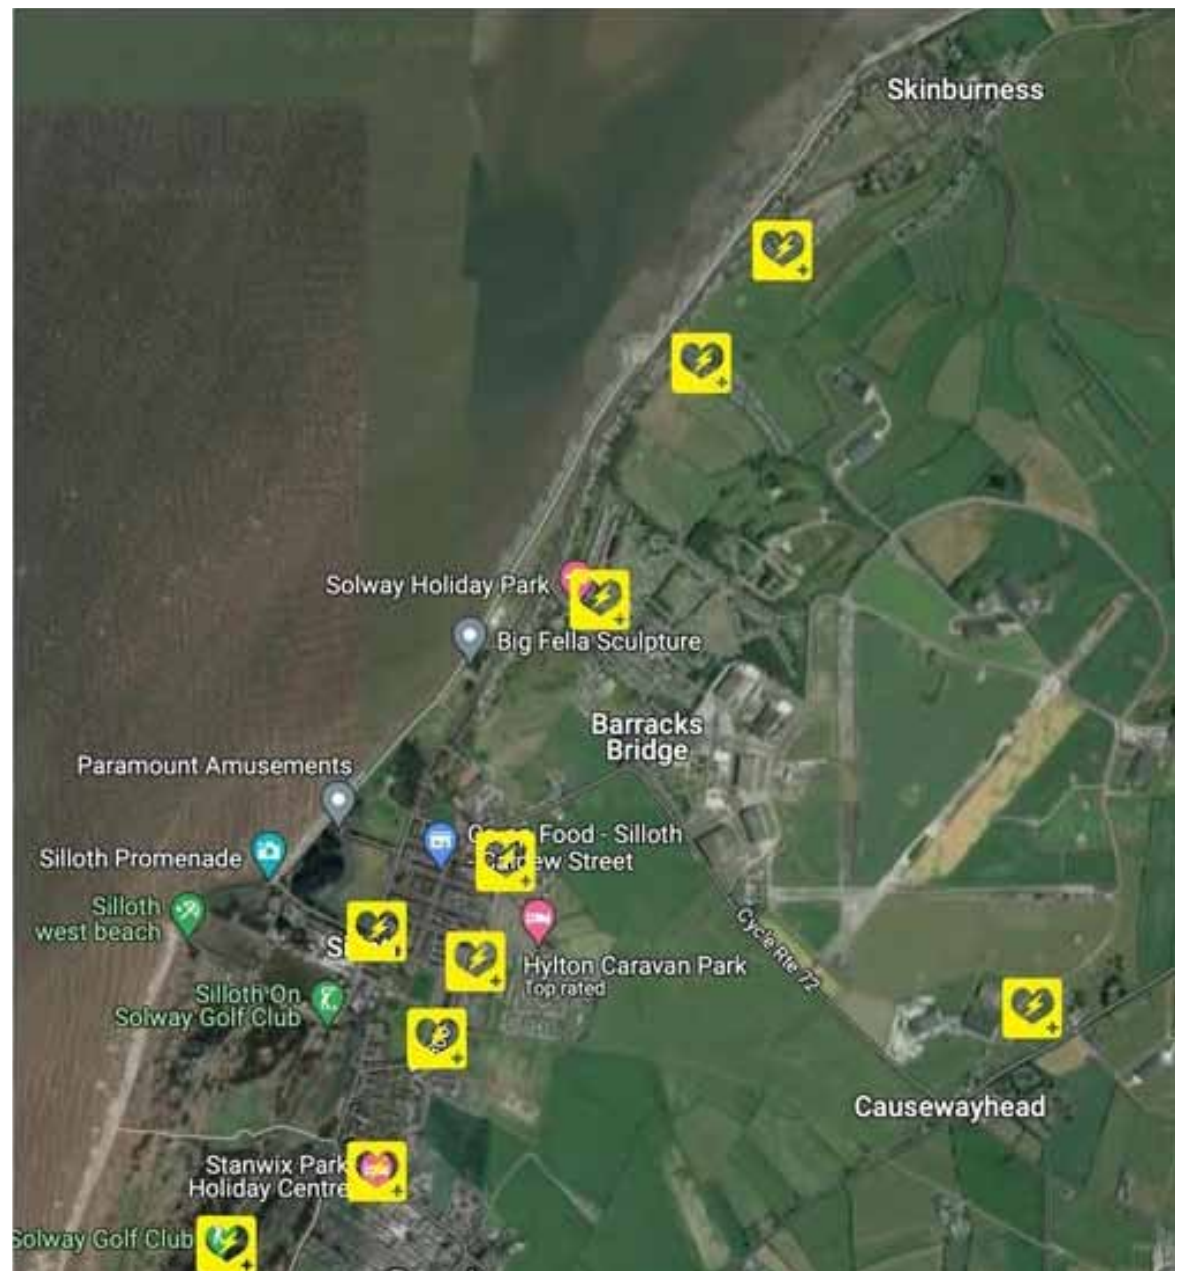 Skinburness
Solway Holiday Park
Big Fella Sculpture
Barracks
Bridge
Paramount Amusements
Food - Silloth
Street
Silloth Promenade
Silloth
west beach
Hylton Caravan Park
Top rated
Cycle Rte 72
Silloth On
Solway Golf Club
Causewayhead
Stanwix Park
Holiday Centre
Solway Golf Club